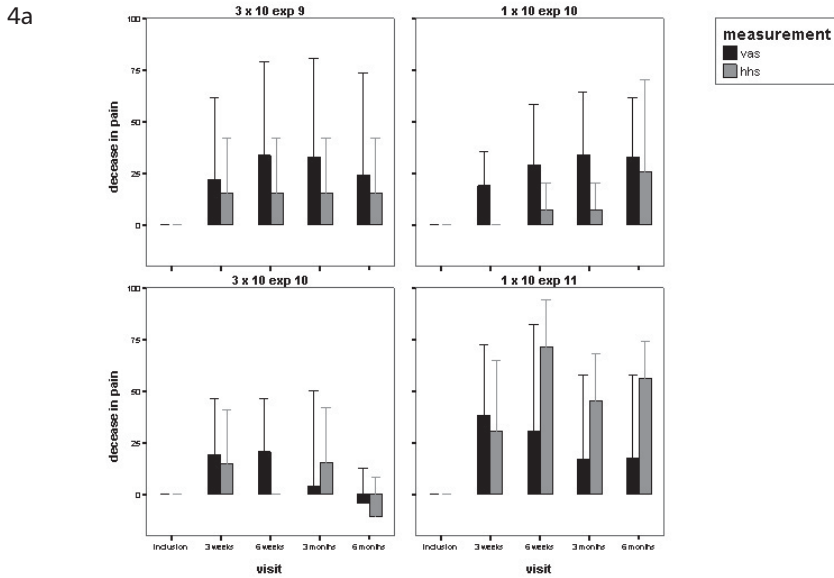 4a
3 x 10 exp 9
1 x 10 exp 10
measurement
vas
hhs
100
75
50
25
0
decease in pain
3 x 10 exp 10
1 x 10 exp 11
100
75
50
25
0
decease in pain
inclusion 3 weeks 6 weeks 3 months 6 months
inclusion 3 weeks 6 weeks 3 months 6 months
visit
visit